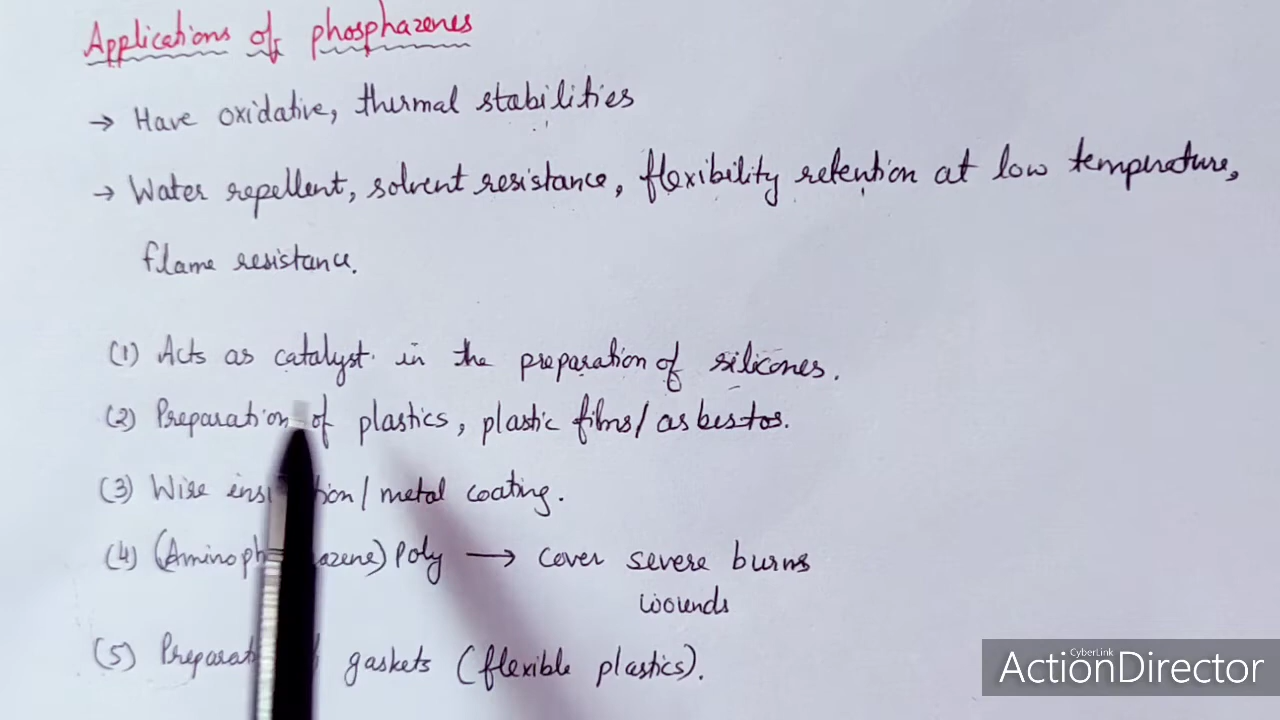 Applications of phosphazenes
→ Have oxidative, thermal stabilities
→ Water repellent, solvent resistance, flexibility retention at low temperature,
flame resistance.
(1) Acts as catalyst in the preparation of silicones.
(2) Preparation of plastics, plastic films/asbestos.
(3) Wire / metal coating.
(4) Poly → cover severe burns
wounds
(5) gaskets (flexible plastics).
CyberLink
ActionDirector